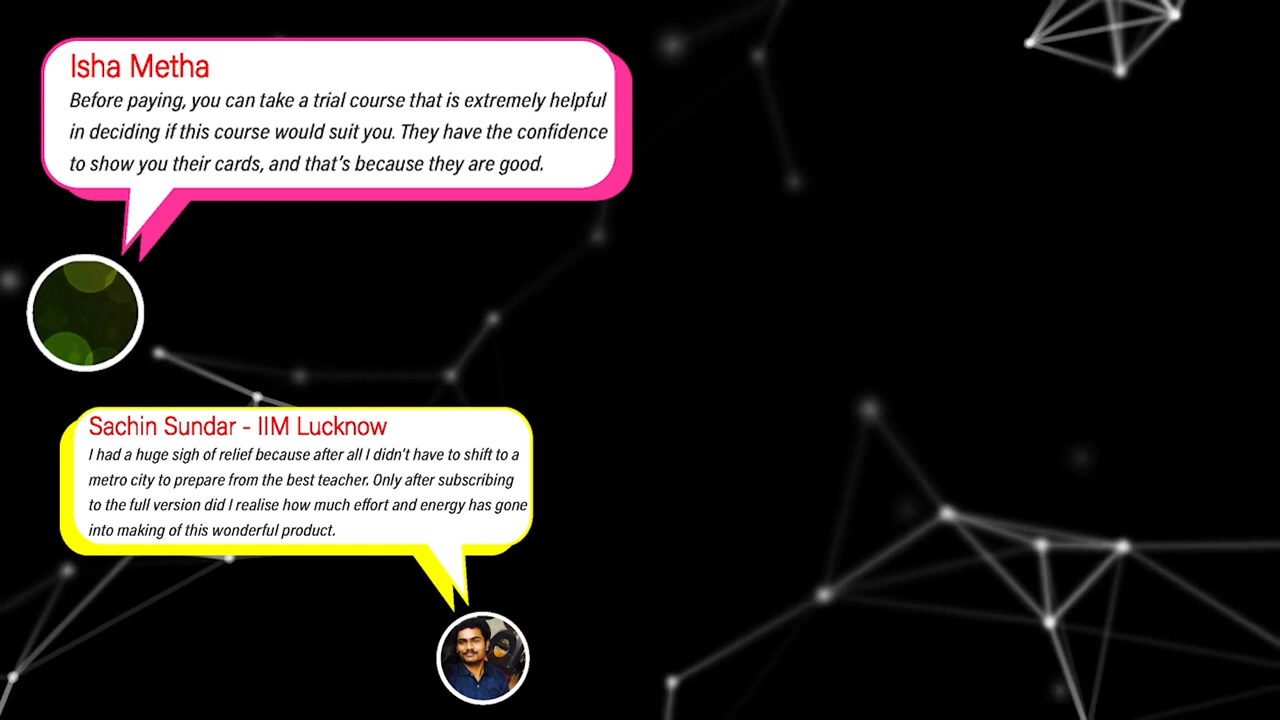 Isha Metha
Before paying, you can take a trial course that is extremely helpful
in deciding if this course would suit you. They have the confidence
to show you their cards, and that's because they are good.
Sachin Sundar - IIM Lucknow
I had a huge sigh of relief because after all I didn't have to shift to a
metro city to prepare from the best teacher. Only after subscribing
to the full version did I realise how much effort and energy has gone
into making of this wonderful product.